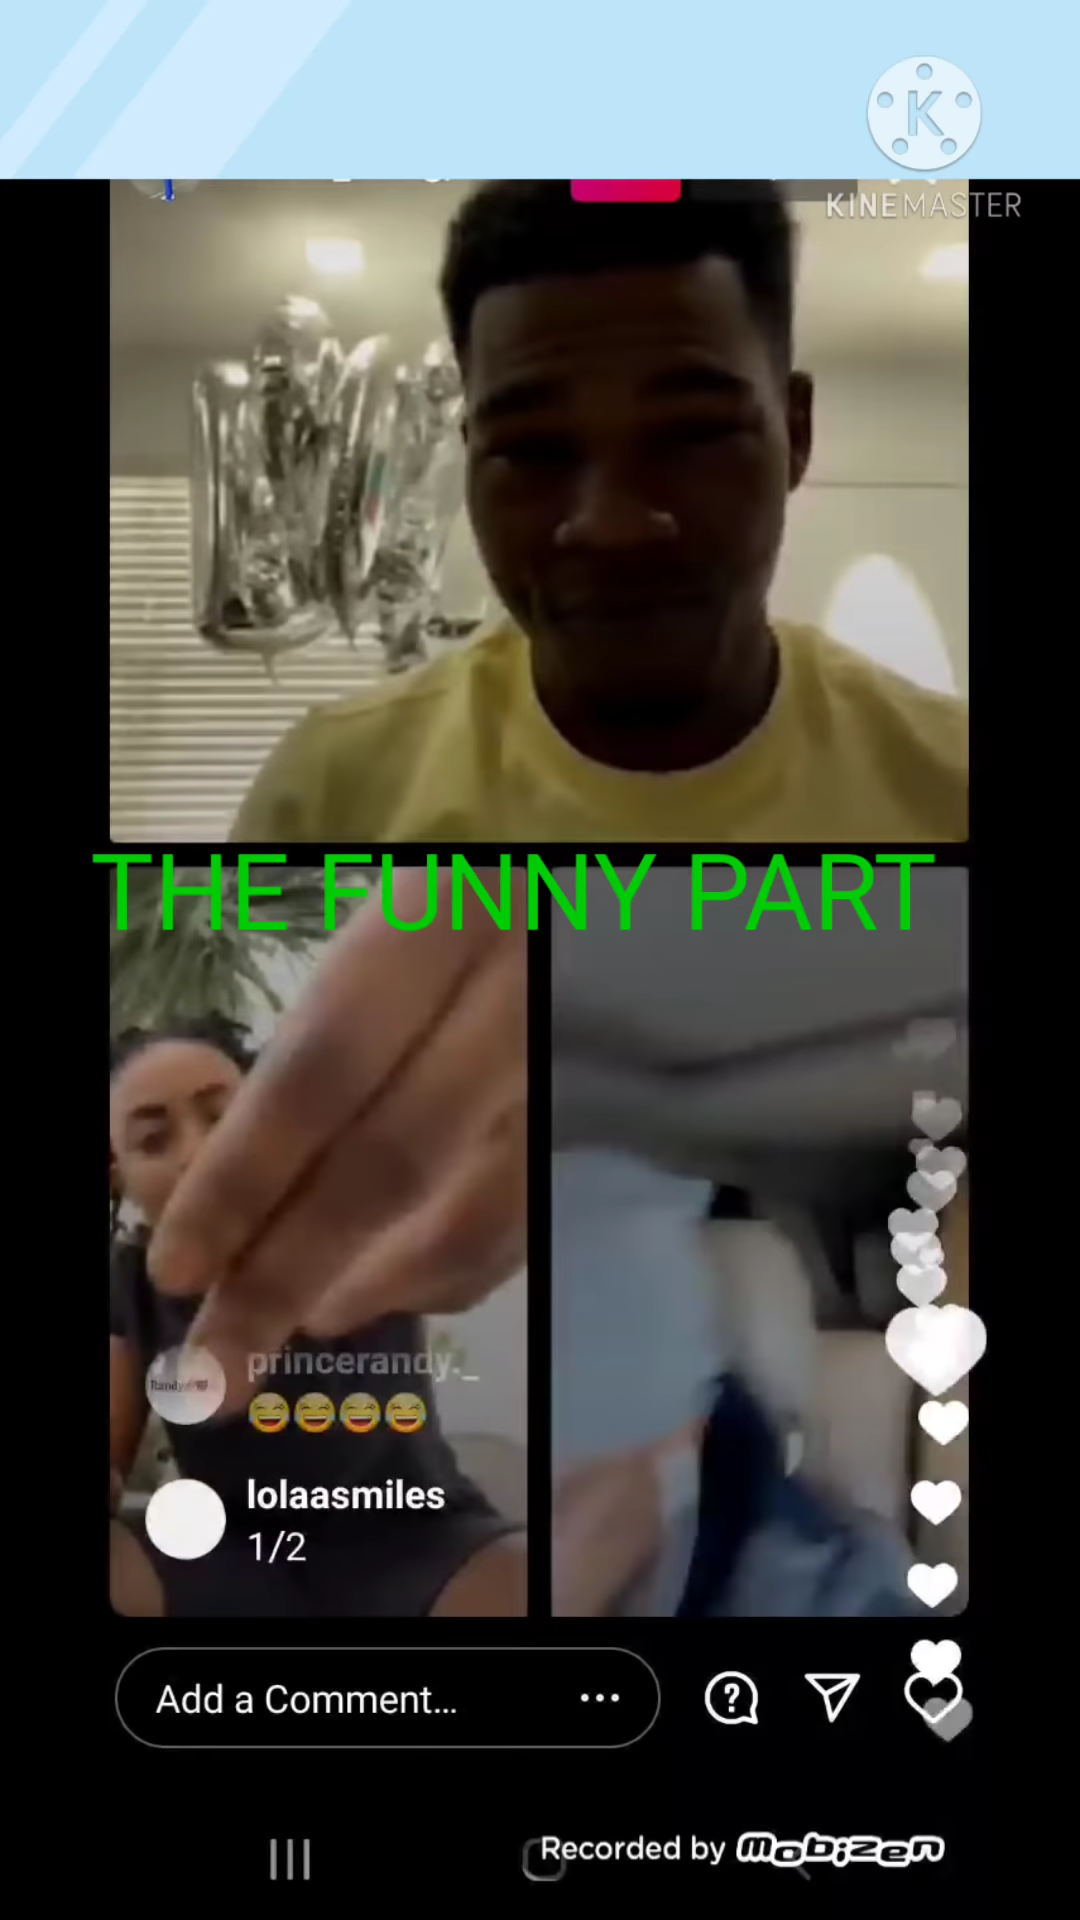 K
KINEMASTER
THE FUNNY PART
princerandy._
😂😂😂😂
lolaasmiles
1/2
Add a Comment...
Recorded by mobizen